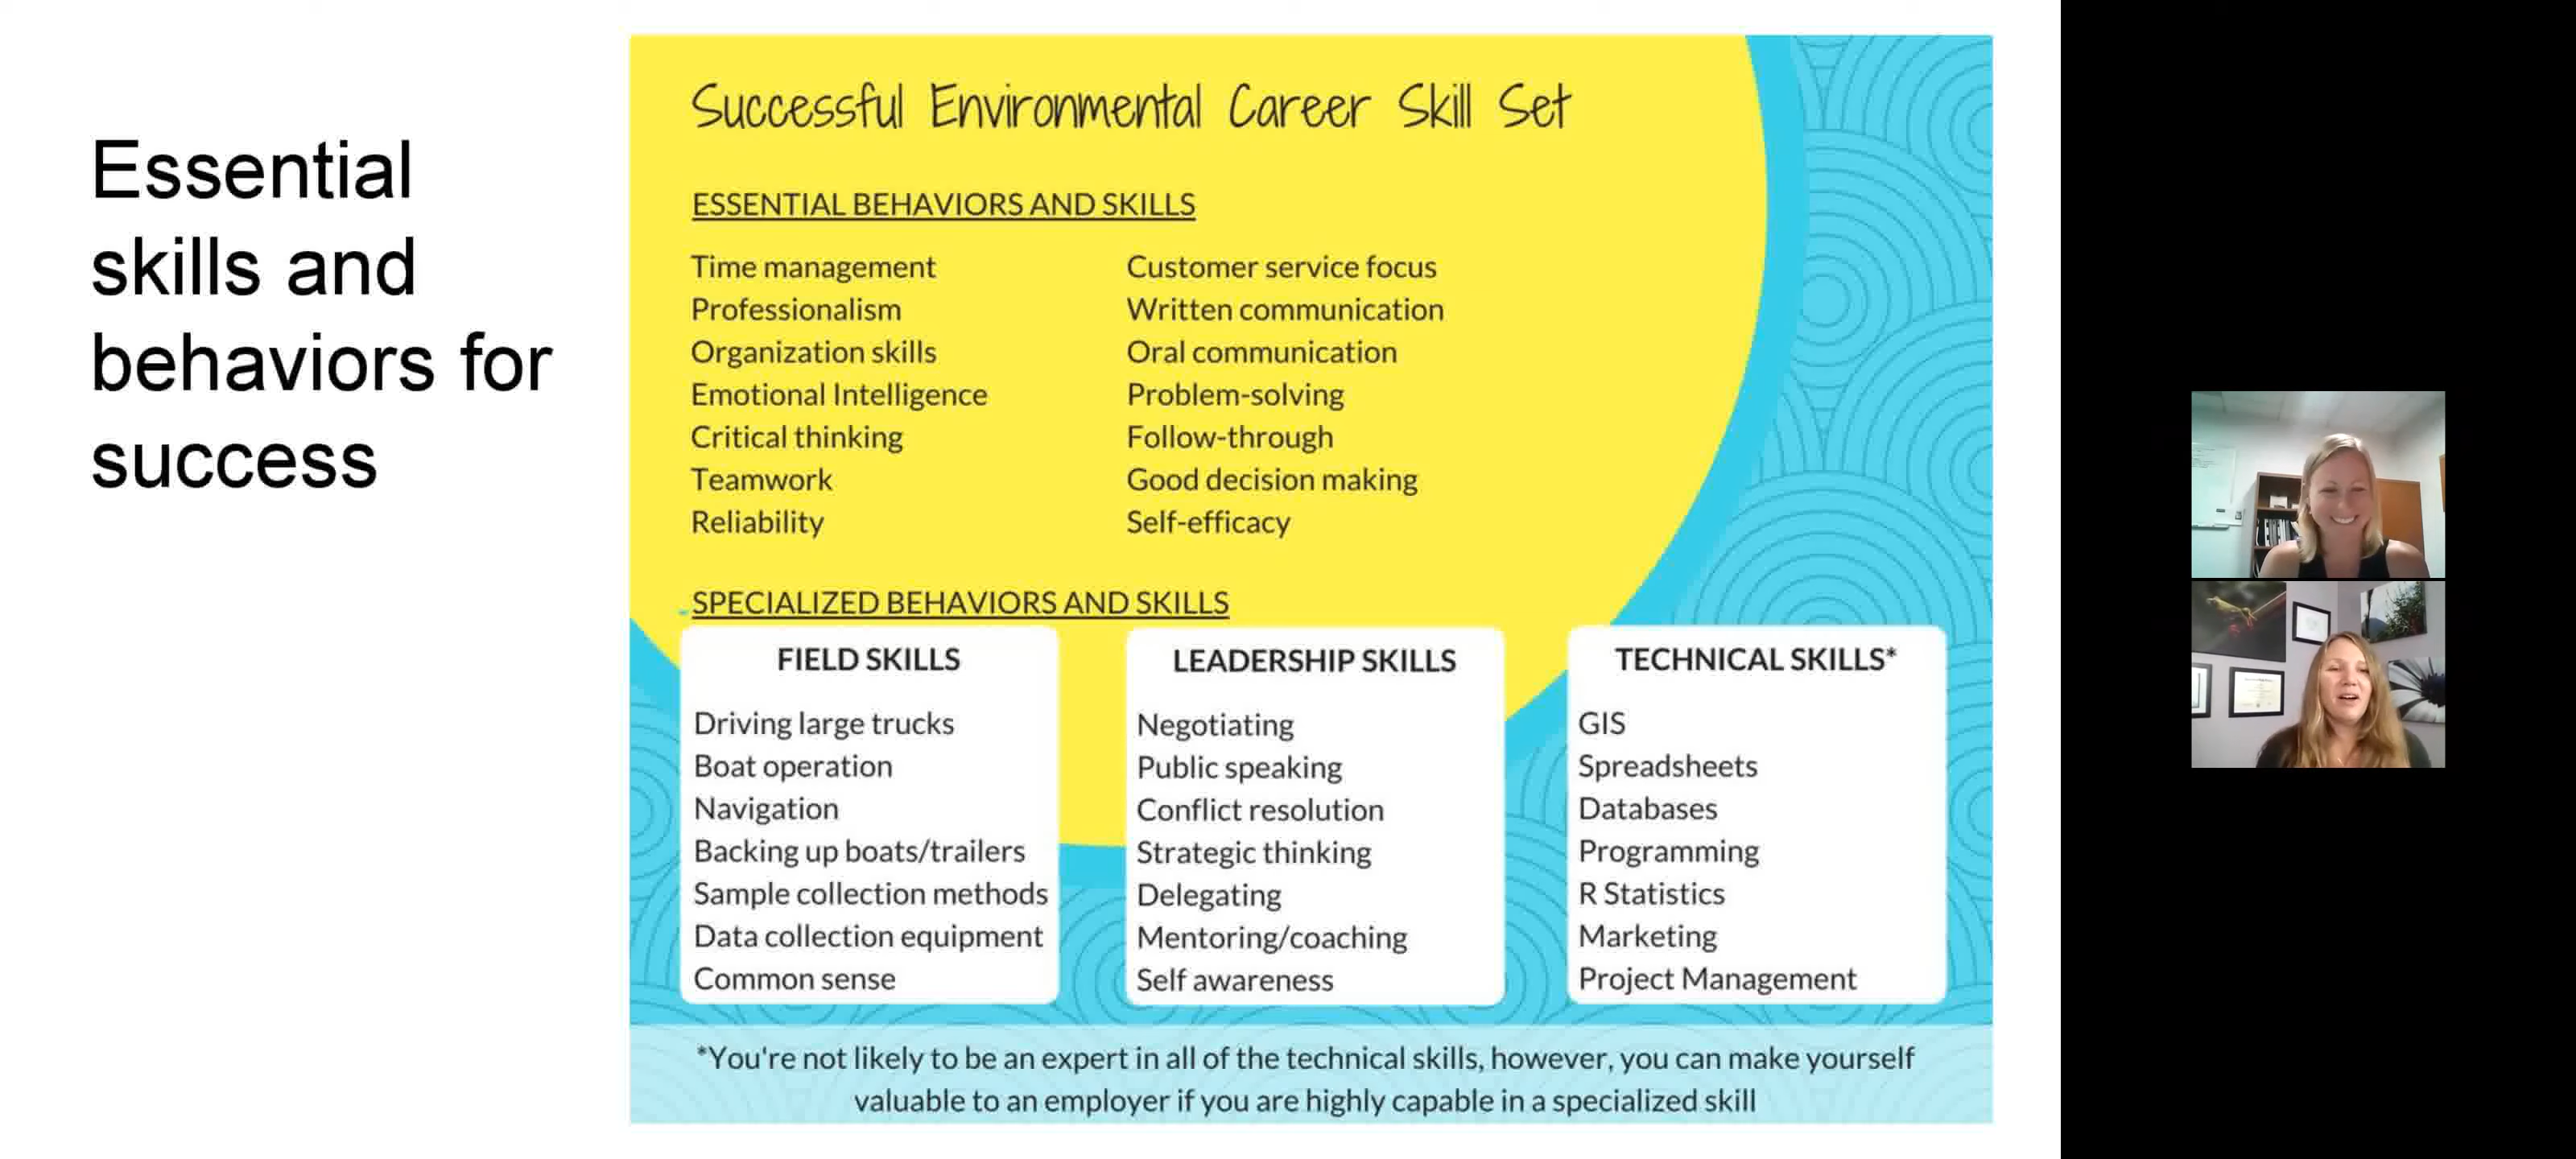 Essential
skills and
behaviors for
success
Successful Environmental Career Skill Set
ESSENTIAL BEHAVIORS AND SKILLS
Time management
Professionalism
Organization skills
Emotional Intelligence
Critical thinking
Teamwork
Reliability
Customer service focus
Written communication
Oral communication
Problem-solving
Follow-through
Good decision making
Self-efficacy
SPECIALIZED BEHAVIORS AND SKILLS
FIELD SKILLS
Driving large trucks
Boat operation
Navigation
Backing up boats/trailers
Sample collection methods
Data collection equipment
Common sense
LEADERSHIP SKILLS
Negotiating
Public speaking
Conflict resolution
Strategic thinking
Delegating
Mentoring/coaching
Self awareness
TECHNICAL SKILLS*
GIS
Spreadsheets
Databases
Programming
R Statistics
Marketing
Project Management
*You're not likely to be an expert in all of the technical skills, however, you can make yourself
valuable to an employer if you are highly capable in a specialized skill